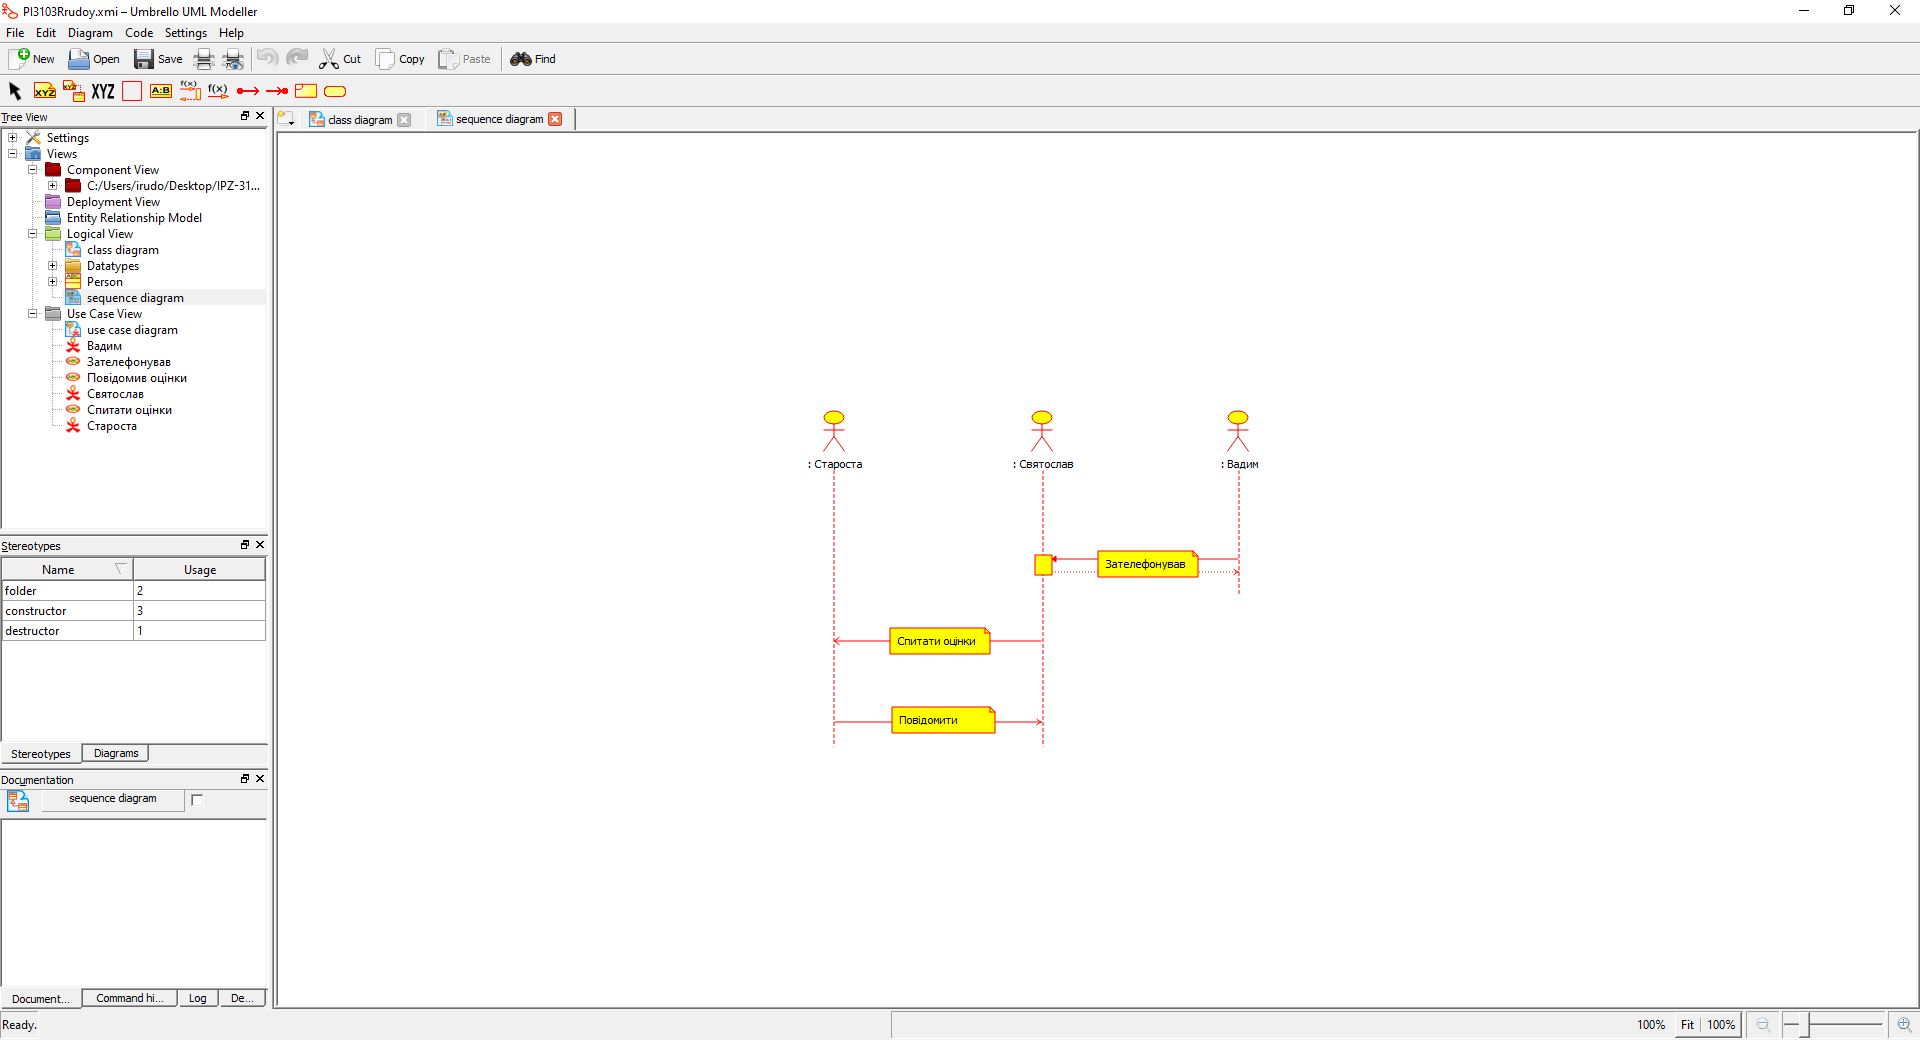 PI3103Rrudoy.xmi – Umbrello UML Modeller
File Edit Diagram Code Settings Help
New Open Save Cut Copy Paste Find
XYZ XYZ XYZ A:B f(x) f(x)
Tree View
class diagram sequence diagram
Settings
Views
Component View
C:/Users/irudo/Desktop/IPZ-31...
Deployment View
Entity Relationship Model
Logical View
class diagram
Datatypes
Person
sequence diagram
Use Case View
use case diagram
Вадим
Зателефонував
Повідомив оцінки
Святослав
Спитати оцінки
Староста
Stereotypes
Name Usage
folder 2
constructor 3
destructor 1
Stereotypes Diagrams
Documentation
sequence diagram
Document... Command hi... Log De...
Ready.
: Староста : Святослав : Вадим
Зателефонував
Спитати оцінки
Повідомити
100% Fit 100%